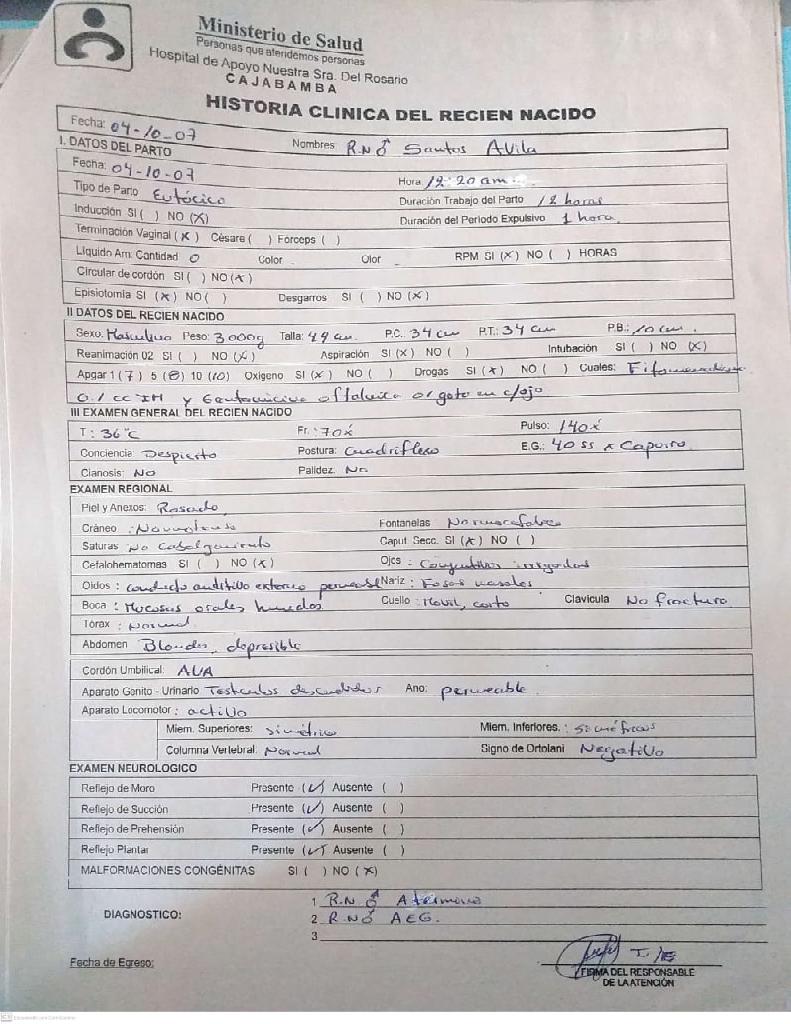 Ministerio de Salud
Personas que atendemos personas
Hospital de Apoyo Nuestra Sra. Del Rosario
CAJABAMBA
HISTORIA CLINICA DEL RECIEN NACIDO
Fecha: 04-10-07 Nombres R.N ♂ Santos Avila
I. DATOS DEL PARTO
Fecha: 04-10-07 Hora 12:20 am
Tipo de Parto Eutócico Duración Trabajo del Parto 12 horas
Inducción SI ( ) NO (X) Duración del Periodo Expulsivo 1 hora.
Terminación Vaginal (X) Césare ( ) Forceps ( )
Liquido Am. Cantidad 0 Color - Olor - RPM SI (X) NO ( ) HORAS
Circular de cordón SI ( ) NO (X)
Episiotomia SI (X) NO ( ) Desgarros SI ( ) NO (X)
II DATOS DEL RECIEN NACIDO
Sexo: Masculino Peso: 3000g Talla: 49 cm. P.C.: 34 cm P.T.: 34 cm P.B.: 10 cm.
Reanimación 02 SI ( ) NO (X) Aspiración SI (X) NO ( ) Intubación SI ( ) NO (X)
Apgar 1 (7) 5 (8) 10 (10) Oxigeno SI (X) NO ( ) Drogas SI (X) NO ( ) Cuales:
0.1 cc IM y Gentamicina oftalmica 01 gota en c/ojo
III EXAMEN GENERAL DEL RECIEN NACIDO
T: 36°C Fr.: 70x' Pulso: 140x'
Conciencia Despierto Postura: Cuadriflexo E.G.: 40 ss x Capurro.
Cianosis: No Palidez: No
EXAMEN REGIONAL
Piel y Anexos: Rosado
Cráneo : Fontanelas
Saturas No cabalgamiento Caput Secc. SI (X) NO ( )
Cefalohematomas SI ( ) NO (X) Ojos : Conjuntivas irrigadas
Oidos : conducto auditivo externo permeable Nariz : Fosas nasales
Boca : Mucosas orales humedas Cuello : Movil, corto Clavicula No fractura
Torax : Normal
Abdomen Blando, depresible
Cordón Umbilical: AVA
Aparato Genito - Urinario Testiculos descendidos Ano: permeable.
Aparato Locomotor : activo
Miem. Superiores: simétrico Miem. Inferiores. : simétricos
Columna Vertebral: Normal Signo de Ortolani Negativo
EXAMEN NEUROLOGICO
Reflejo de Moro Presente (✓) Ausente ( )
Reflejo de Succión Presente (✓) Ausente ( )
Reflejo de Prehensión Presente (✓) Ausente ( )
Reflejo Plantar Presente (✓) Ausente ( )
MALFORMACIONES CONGÉNITAS SI ( ) NO (X)
DIAGNOSTICO:
1 R.N ♂ A termino
2 R.N ♂ AEG.
3
Fecha de Egreso:
FIRMA DEL RESPONSABLE
DE LA ATENCIÓN